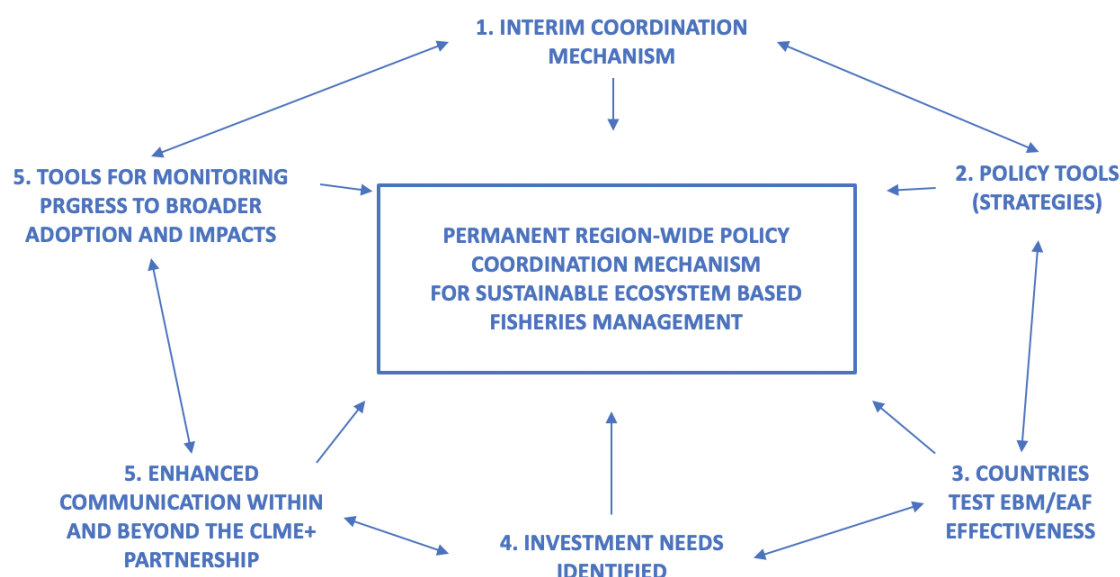 1. INTERIM COORDINATION
MECHANISM
5. TOOLS FOR MONITORING
PRGRESS TO BROADER
ADOPTION AND IMPACTS
2. POLICY TOOLS
(STRATEGIES)
PERMANENT REGION-WIDE POLICY
COORDINATION MECHANISM
FOR SUSTAINABLE ECOSYSTEM BASED
FISHERIES MANAGEMENT
5. ENHANCED
COMMUNICATION WITHIN
AND BEYOND THE CLME+
PARTNERSHIP
4. INVESTMENT NEEDS
IDENTIFIED
3. COUNTRIES
TEST EBM/EAF
EFFECTIVENESS